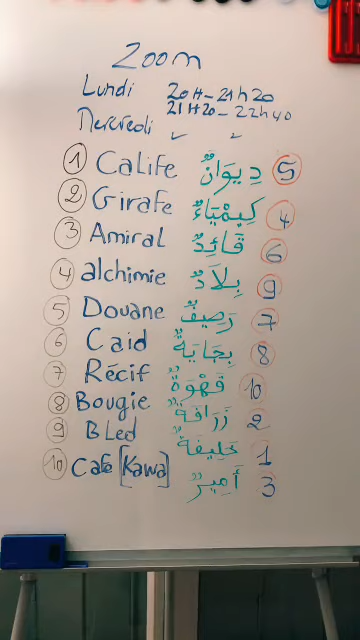 Zoom
Lundi 20H-21h20
Mercredi 21H20-22h40
1 Calife دِيوَانٌ 5
2 Girafe كِيمْيَاءٌ 4
3 Amiral قَائِدٌ 6
4 alchimie بِلَادٌ 9
5 Douane رَصِيفٌ 7
6 Caid بِجَايَةٌ 8
7 Récif قَهْوَةٌ 10
8 Bougie زَرَافَةٌ 2
9 BLed خَلِيفَةٌ 1
10 Cafe [Kawa] أَمِيرٌ 3